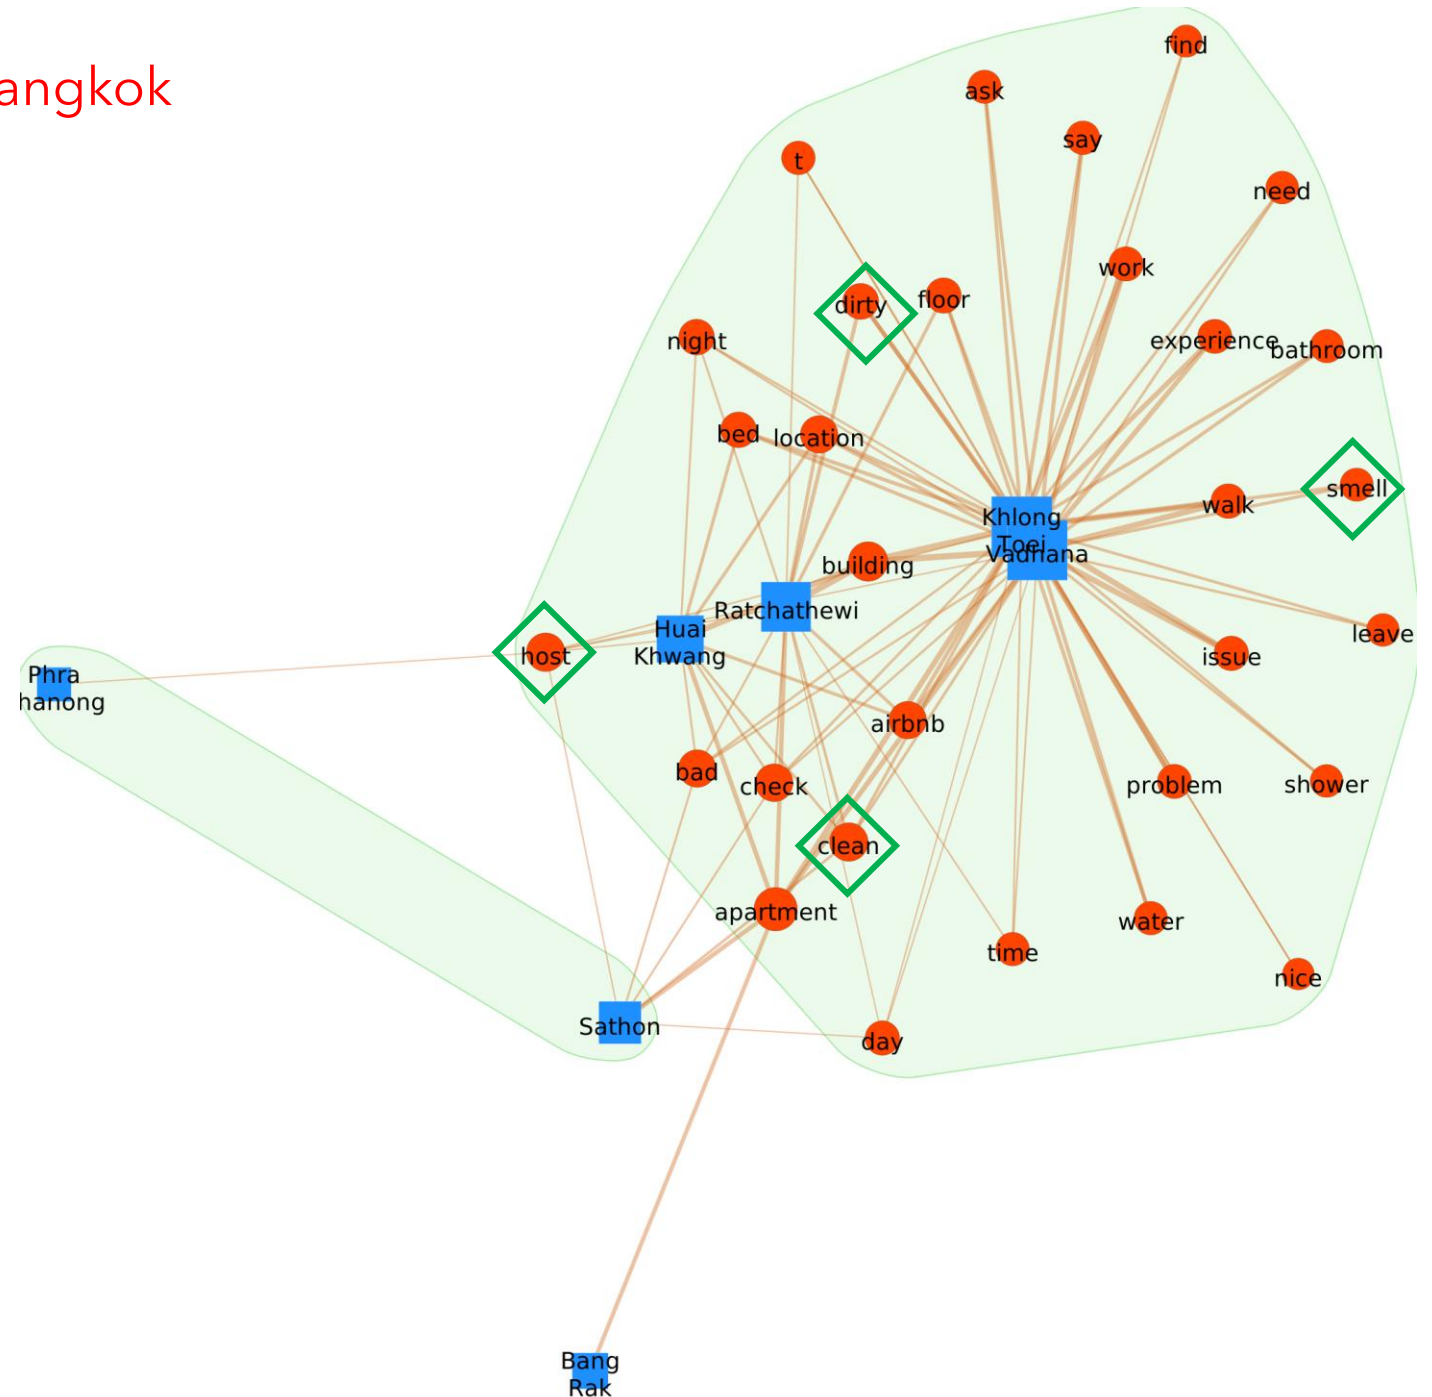 find
angkok
ask
say
t
need
work
dirty
floor
night
experience
bathroom
bed
location
smell
walk
Khlong
Toei
Vadhana
building
Ratchathewi
Huai
Khwang
host
leave
issue
Phra
hanong
airbnb
bad
check
problem
shower
clean
apartment
water
time
nice
Sathon
day
Bang
Rak